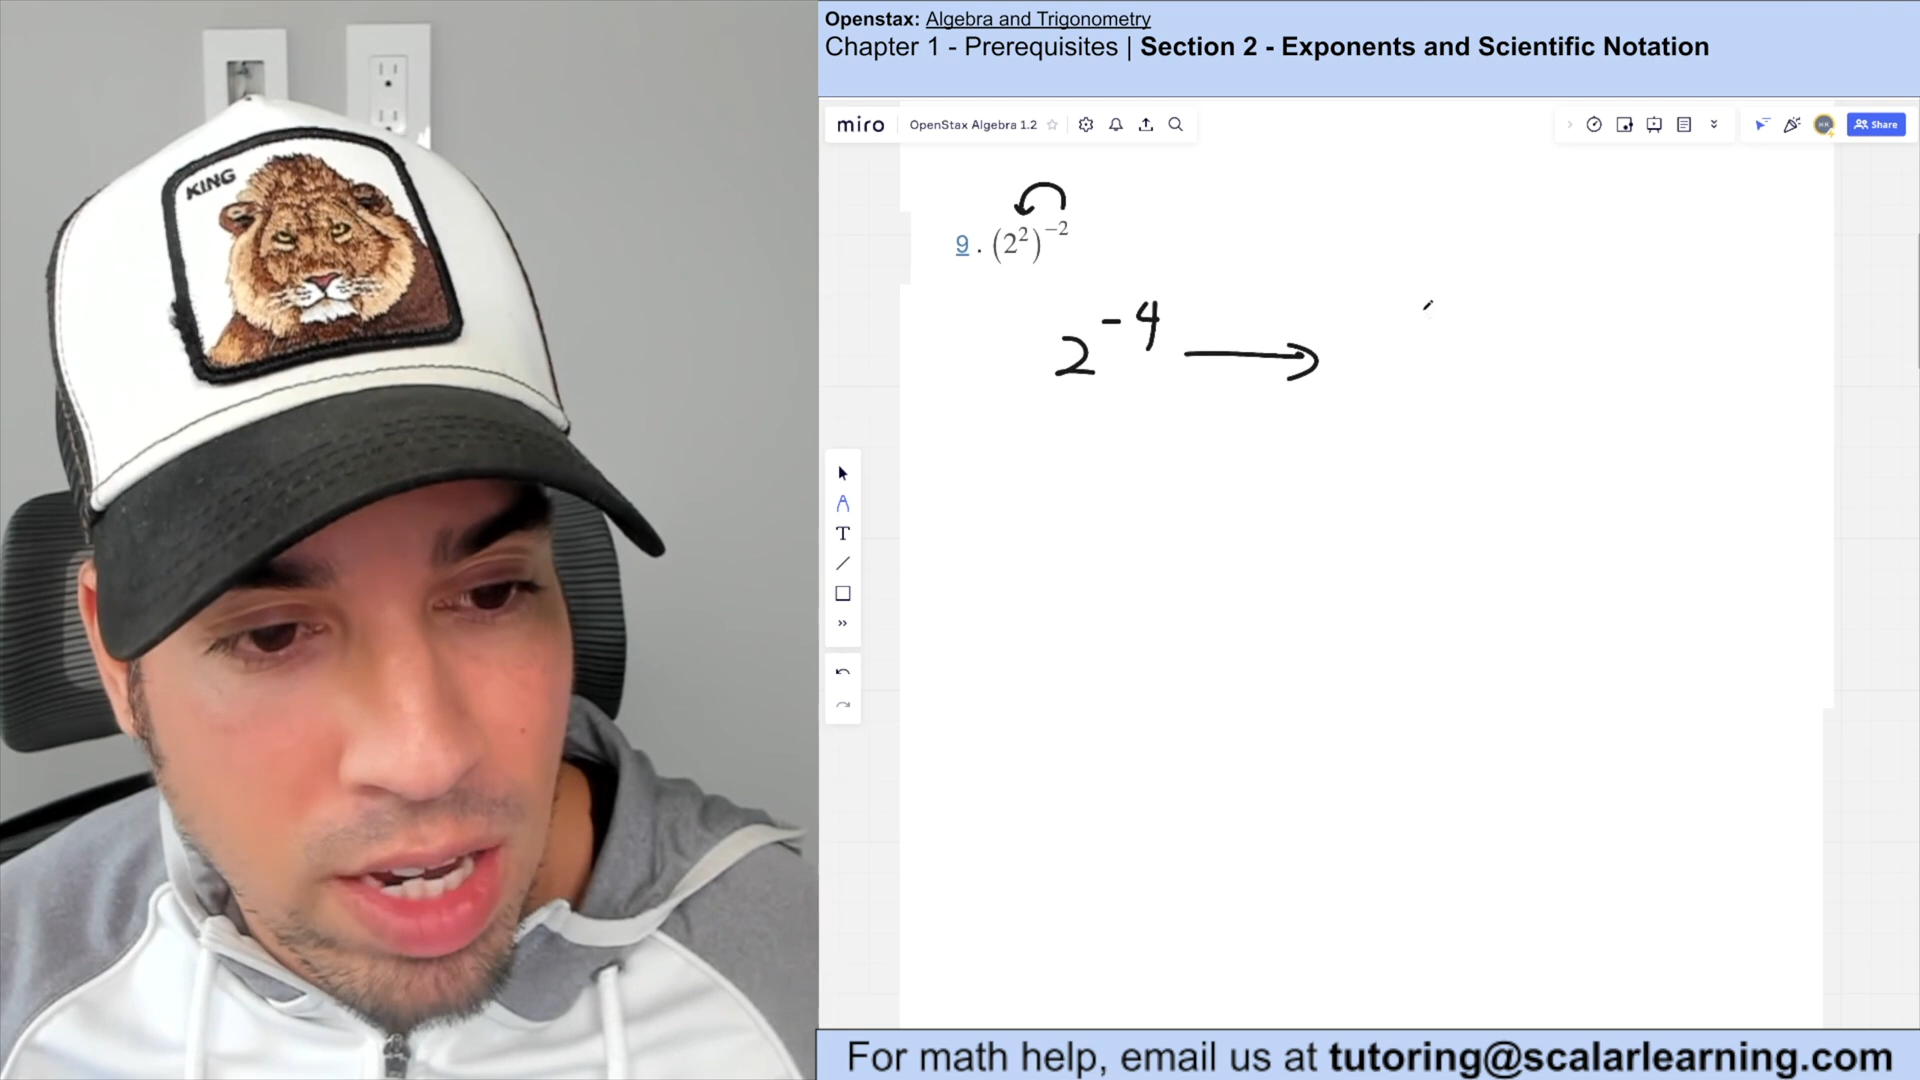 Openstax: Algebra and Trigonometry
Chapter 1 - Prerequisites | Section 2 - Exponents and Scientific Notation
KING
miro OpenStax Algebra 1.2
Share
9. (2²)⁻²
2⁻⁴ →
T
For math help, email us at tutoring@scalarlearning.com